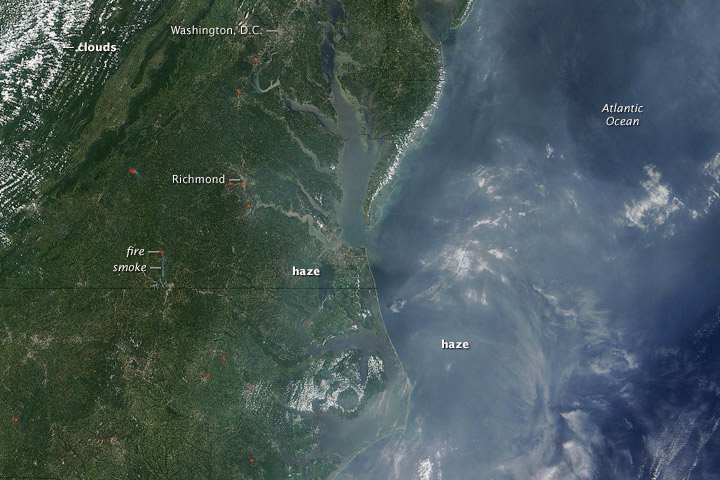 Washington, D.C.
clouds
Atlantic
Ocean
Richmond
fire
smoke
haze
haze